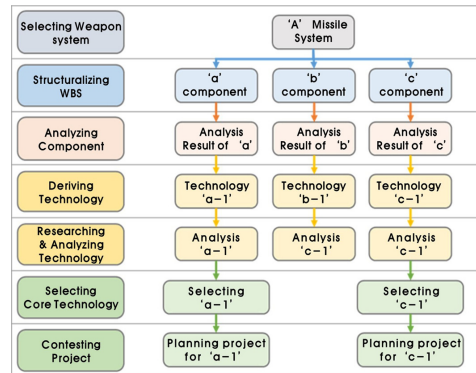 Selecting Weapon
system
'A' Missile
System
Structuralizing
WBS
'a'
component
'b'
component
'c'
component
Analyzing
Component
Analysis
Result of 'a'
Analysis
Result of 'b'
Analysis
Result of 'c'
Deriving
Technology
Technology
'a-1'
Technology
'b-1'
Technology
'c-1'
Researching
& Analyzing
Technology
Analysis
'a-1'
Analysis
'c-1'
Analysis
'c-1'
Selecting
Core Technology
Selecting
'a-1'
Selecting
'c-1'
Contesting
Project
Planning project
for 'a-1'
Planning project
for 'c-1'